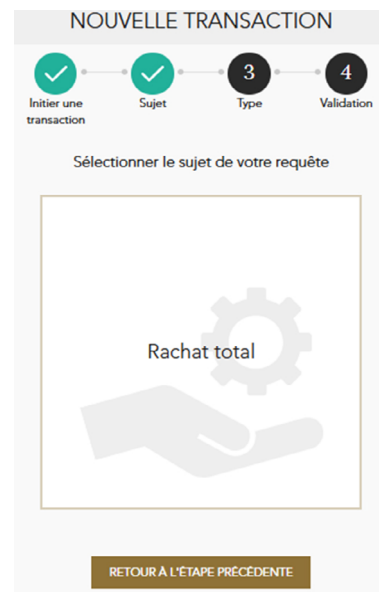 NOUVELLE TRANSACTION
3 4
Initier une transaction Sujet Type Validation
Sélectionner le sujet de votre requête
Rachat total
RETOUR À L'ÉTAPE PRÉCÉDENTE